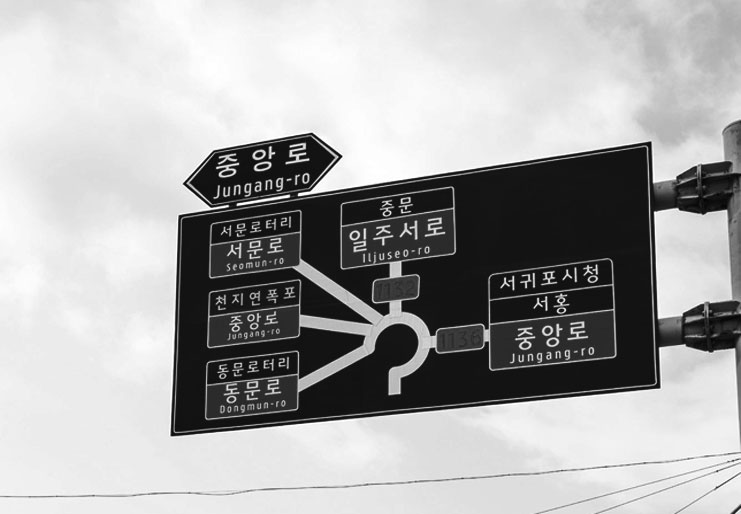 중앙로
Jungang-ro
서문로터리
서문로
Seomun-ro
천지연폭포
중앙로
Jungang-ro
동문로터리
동문로
Dongmun-ro
중문
일주서로
Iljuseo-ro
1132
서귀포시청
서홍
중앙로
Jungang-ro
1136